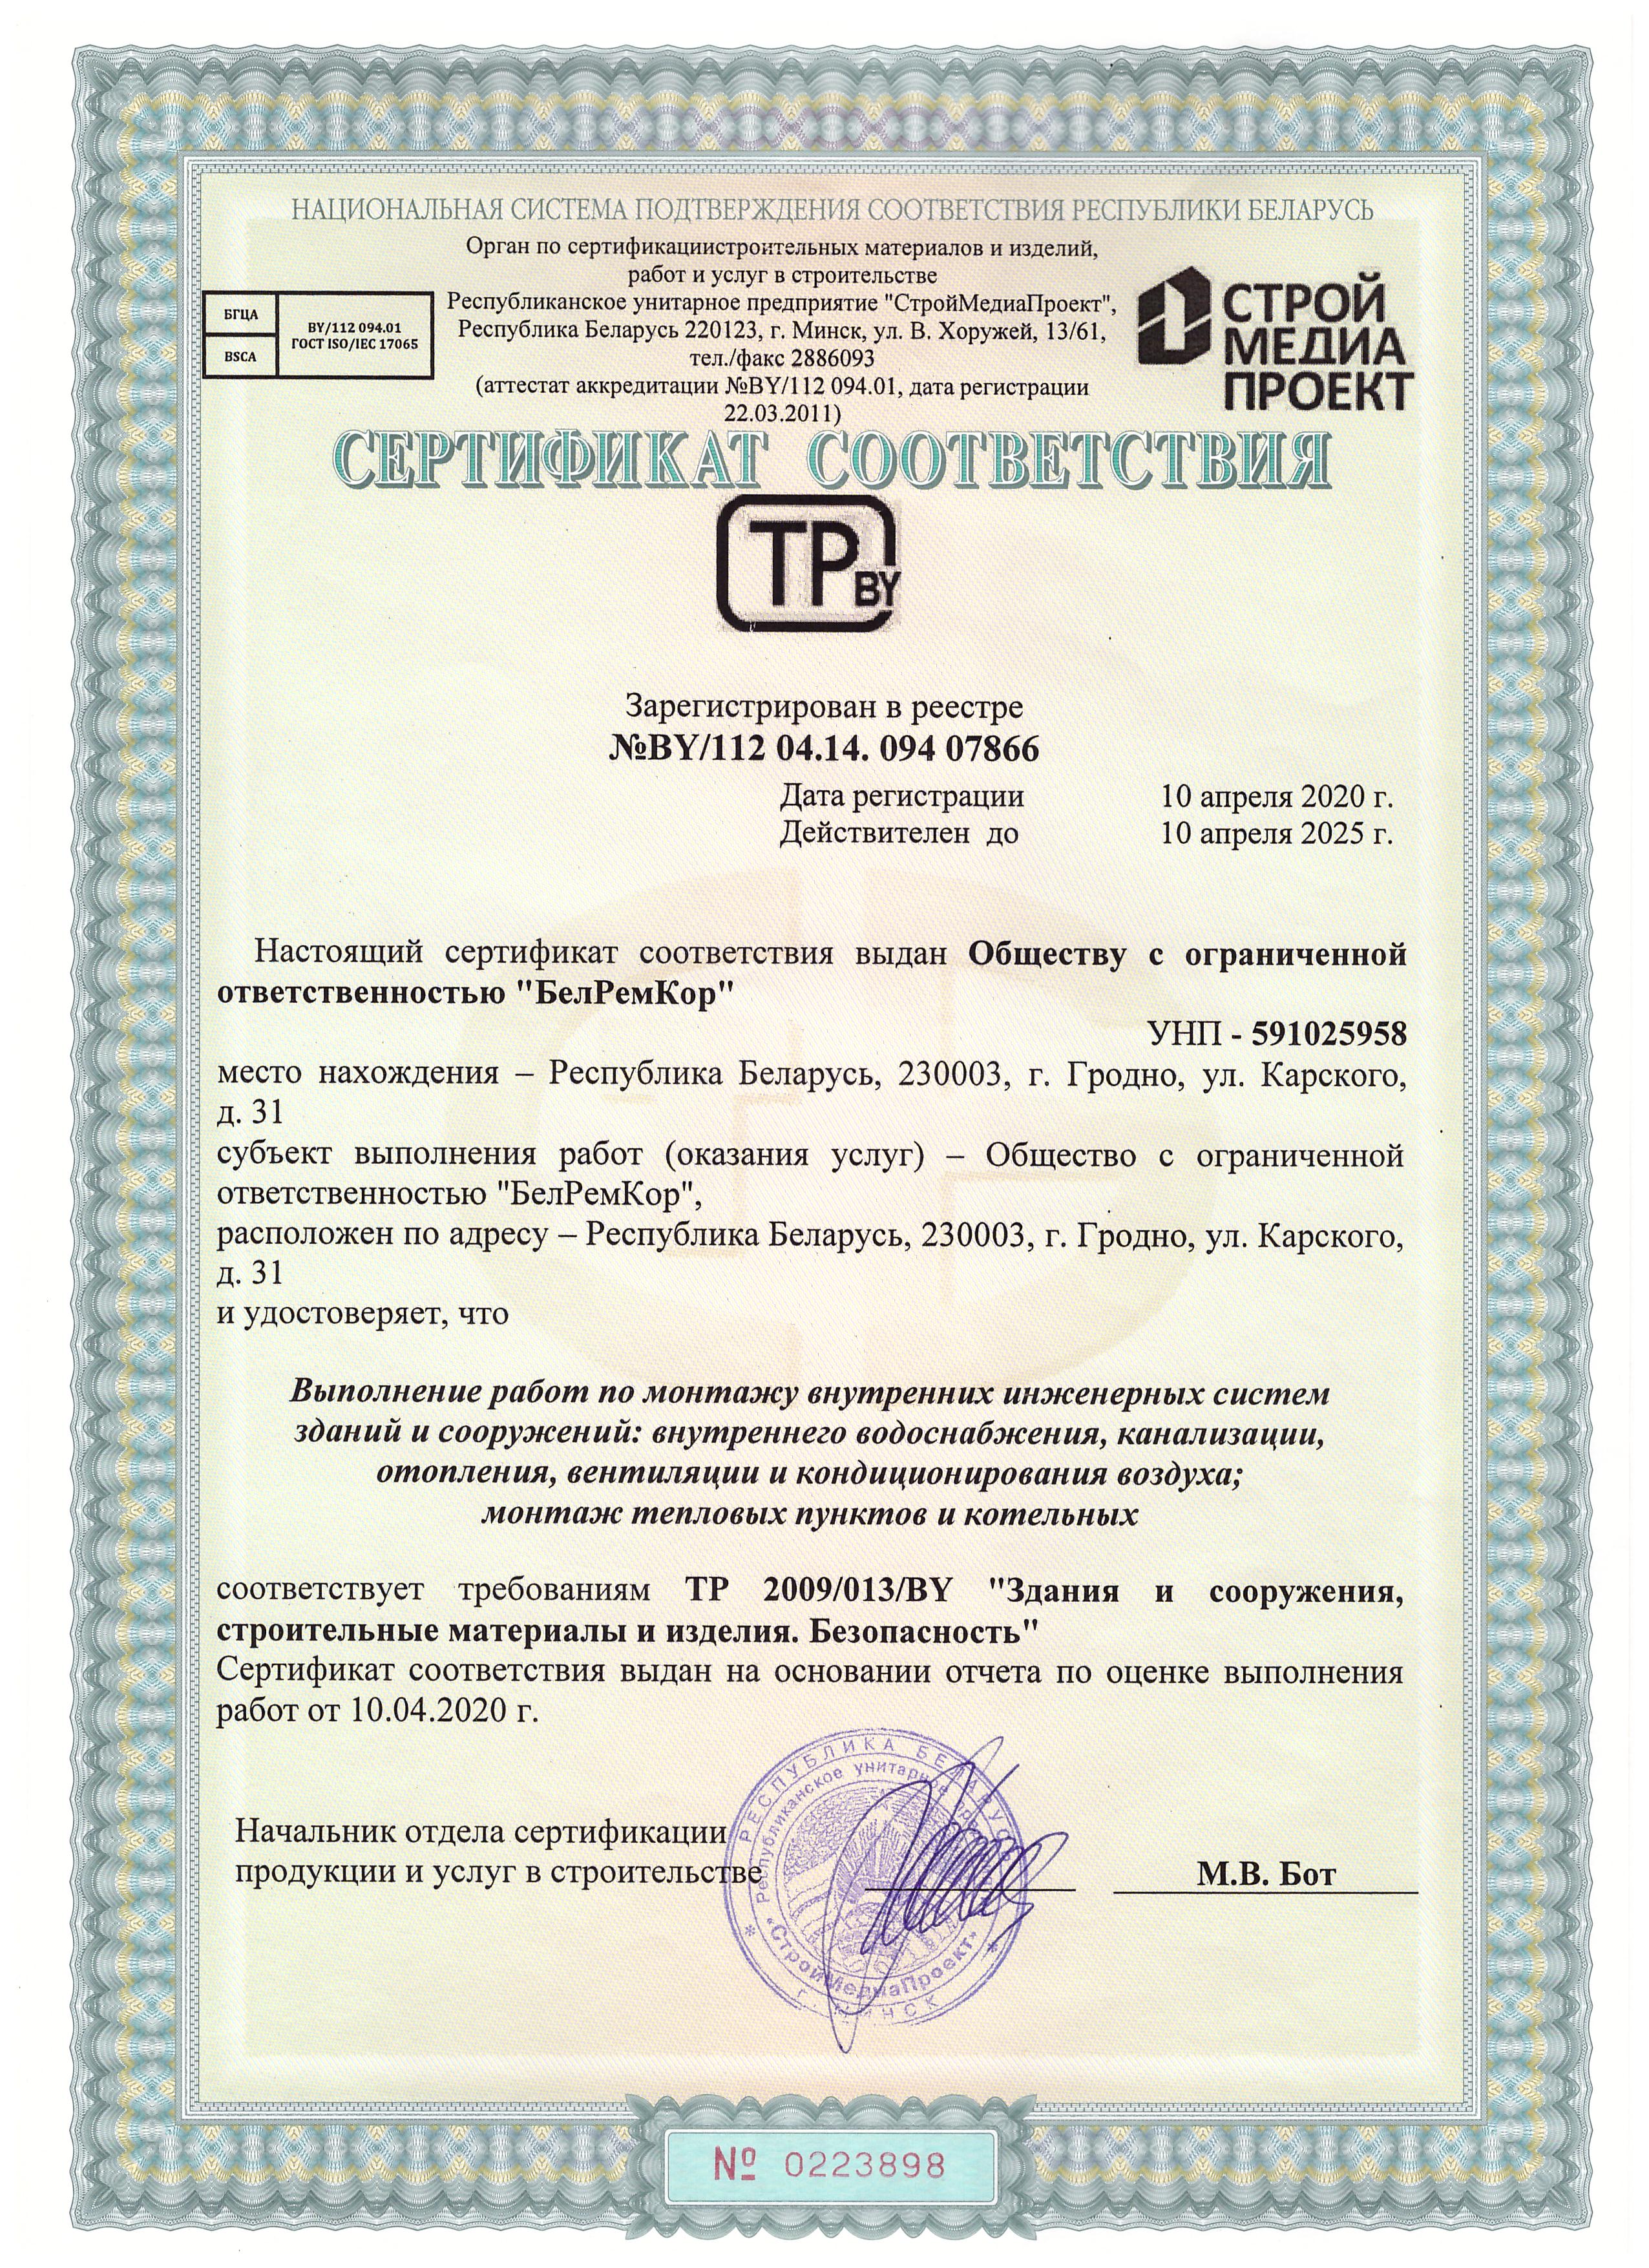 НАЦИОНАЛЬНАЯ СИСТЕМА ПОДТВЕРЖДЕНИЯ СООТВЕТСТВИЯ РЕСПУБЛИКИ БЕЛАРУСЬ
Орган по сертификациистроительных материалов и изделий,
работ и услуг в строительстве
Республиканское унитарное предприятие "СтройМедиаПроект",
Республика Беларусь 220123, г. Минск, ул. В. Хоружей, 13/61,
тел./факс 2886093
(аттестат аккредитации №BY/112 094.01, дата регистрации
22.03.2011)
БГЦА
BSCA
BY/112 094.01
ГОСТ ISO/IEC 17065
СТРОЙ
МЕДИА
ПРОЕКТ
СЕРТИФИКАТ СООТВЕТСТВИЯ
ТР BY
Зарегистрирован в реестре
№BY/112 04.14. 094 07866
Дата регистрации 10 апреля 2020 г.
Действителен до 10 апреля 2025 г.
Настоящий сертификат соответствия выдан Обществу с ограниченной
ответственностью "БелРемКор"
УНП - 591025958
место нахождения – Республика Беларусь, 230003, г. Гродно, ул. Карского,
д. 31
субъект выполнения работ (оказания услуг) – Общество с ограниченной
ответственностью "БелРемКор",
расположен по адресу – Республика Беларусь, 230003, г. Гродно, ул. Карского,
д. 31
и удостоверяет, что
Выполнение работ по монтажу внутренних инженерных систем
зданий и сооружений: внутреннего водоснабжения, канализации,
отопления, вентиляции и кондиционирования воздуха;
монтаж тепловых пунктов и котельных
соответствует требованиям ТР 2009/013/BY "Здания и сооружения,
строительные материалы и изделия. Безопасность"
Сертификат соответствия выдан на основании отчета по оценке выполнения
работ от 10.04.2020 г.
Начальник отдела сертификации
продукции и услуг в строительстве
М.В. Бот
РЕСПУБЛИКА БЕЛАРУСЬ
Республиканское унитарное
«СтройМедиаПроект»
г. МИНСК
№ 0223898